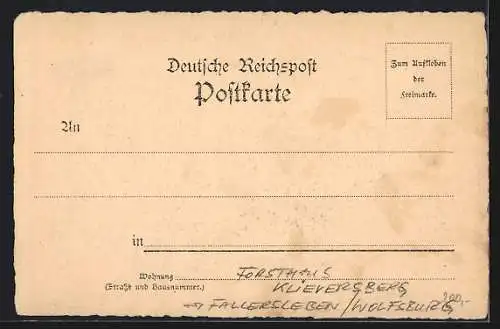 Deutsche Reichspost
Postkarte
Zum Aufkleben
der
Freimarke.
An
in
Wohnung
(Straße und Hausnummer.)
FORSTHAUS
KLIEVERSBERG
→ FALLERSLEBEN/WOLFSBURG